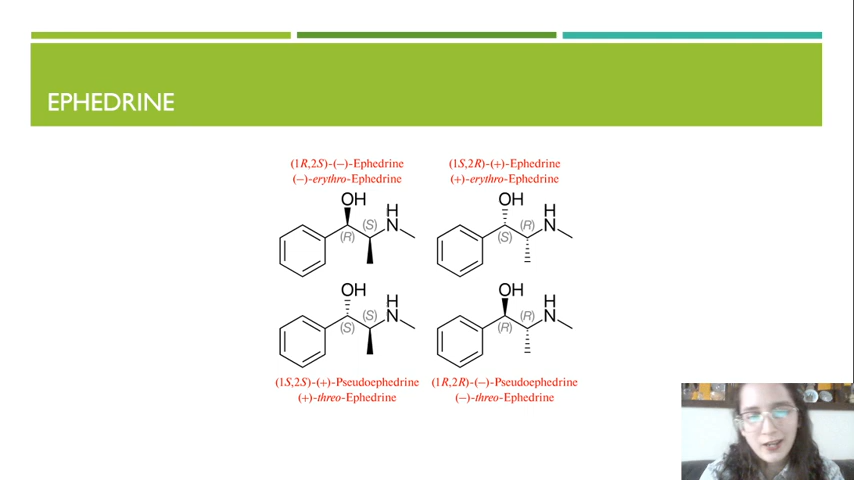 EPHEDRINE
(1R,2S)-(–)-Ephedrine
(–)-erythro-Ephedrine
(1S,2R)-(+)-Ephedrine
(+)-erythro-Ephedrine
OH
H
N
(S)
(R)
OH
H
N
(R)
(S)
OH
H
N
(S)
(S)
OH
H
N
(R)
(R)
(1S,2S)-(+)-Pseudoephedrine
(+)-threo-Ephedrine
(1R,2R)-(–)-Pseudoephedrine
(–)-threo-Ephedrine